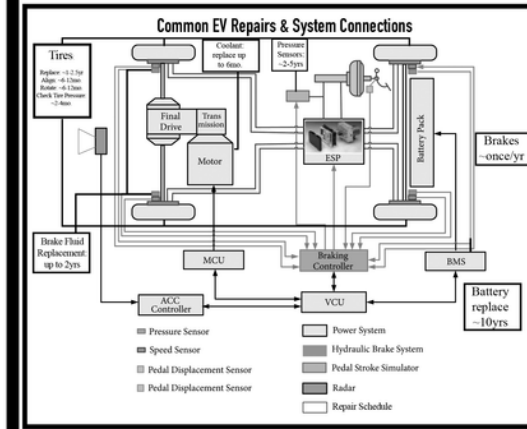 Common EV Repairs & System Connections
Tires
Replace: ~1-2.5yr
Align: ~6-12mo
Rotate: ~6-12mo
Check Tire Pressure:
~2-4mo
Coolant:
replace up
to 6mo.
Pressure
Sensors:
~2-5yrs
Final
Drive
Trans
mission
Motor
ESP
Battery Pack
Brakes
~once/yr
Brake Fluid
Replacement:
up to 2yrs
MCU
Braking
Controller
BMS
ACC
Controller
VCU
Battery
replace
~10yrs
Pressure Sensor
Speed Sensor
Pedal Displacement Sensor
Pedal Displacement Sensor
Power System
Hydraulic Brake System
Pedal Stroke Simulator
Radar
Repair Schedule